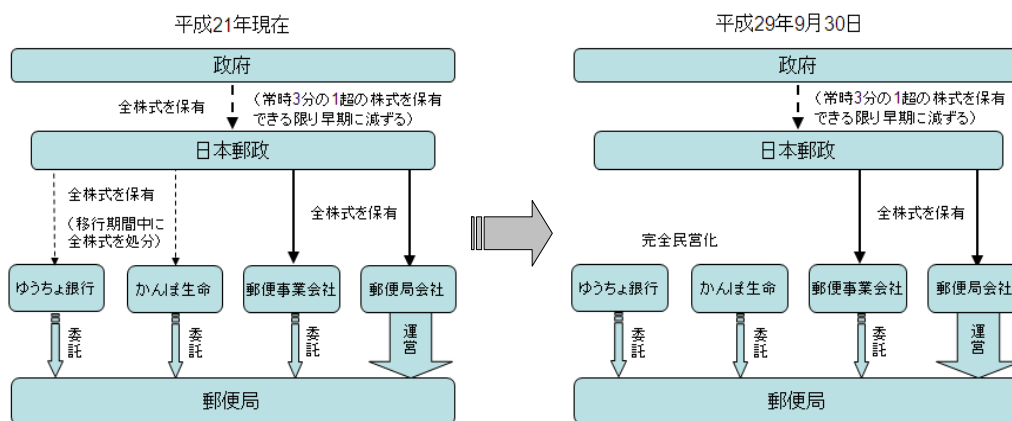 平成21年現在
政府
全株式を保有
（常時3分の1超の株式を保有
できる限り早期に減ずる）
日本郵政
全株式を保有
（移行期間中に
全株式を処分）
全株式を保有
ゆうちょ銀行
かんぽ生命
郵便事業会社
郵便局会社
委託
委託
委託
運営
郵便局
平成29年9月30日
政府
（常時3分の1超の株式を保有
できる限り早期に減ずる）
日本郵政
全株式を保有
完全民営化
ゆうちょ銀行
かんぽ生命
郵便事業会社
郵便局会社
委託
委託
委託
運営
郵便局